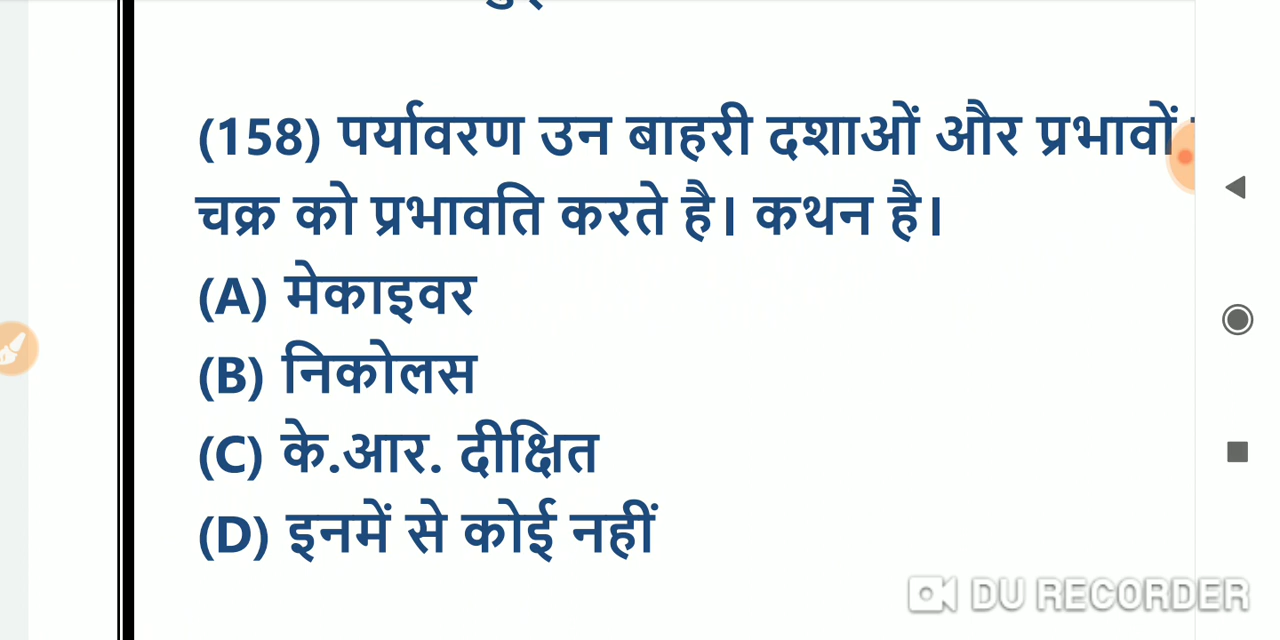 (158) पर्यावरण उन बाहरी दशाओं और प्रभावों
चक्र को प्रभावति करते है। कथन है।
(A) मेकाइवर
(B) निकोलस
(C) के.आर. दीक्षित
(D) इनमें से कोई नहीं
DU RECORDER